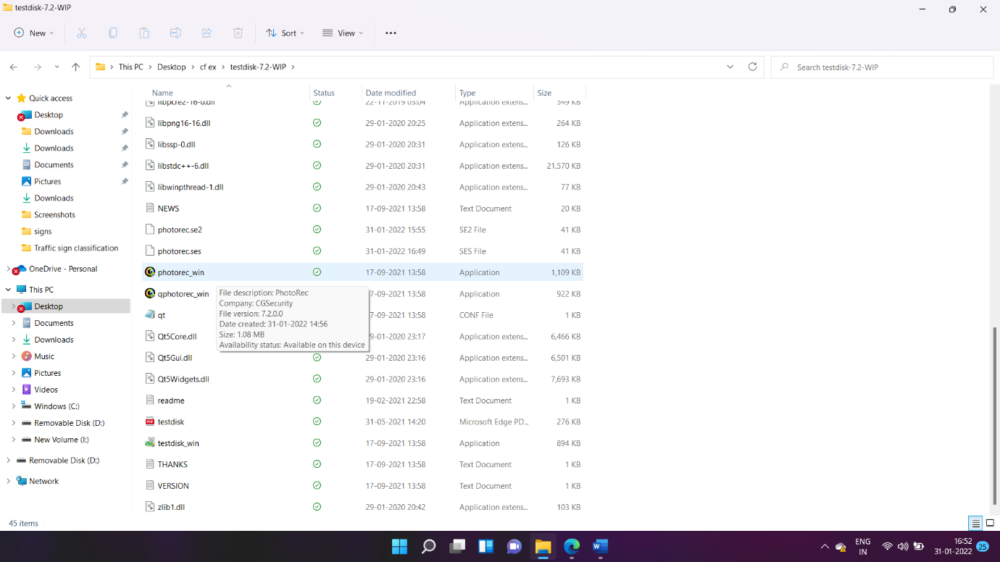 testdisk-7.2-WIP
New
Sort
View
This PC > Desktop > cf ex > testdisk-7.2-WIP >
Search testdisk-7.2-WIP
Quick access
Desktop
Downloads
Downloads
Documents
Pictures
Downloads
Screenshots
signs
Traffic sign classification
OneDrive - Personal
This PC
Desktop
Documents
Downloads
Music
Pictures
Videos
Windows (C:)
Removable Disk (D:)
New Volume (I:)
Removable Disk (D:)
Network
Name Status Date modified Type Size
libpcre2-16-0.dll 22-11-2019 03:04 Application extens... 549 KB
libpng16-16.dll 29-01-2020 20:25 Application extens... 264 KB
libssp-0.dll 29-01-2020 20:31 Application extens... 126 KB
libstdc++-6.dll 29-01-2020 20:31 Application extens... 21,570 KB
libwinpthread-1.dll 29-01-2020 20:43 Application extens... 77 KB
NEWS 17-09-2021 13:58 Text Document 20 KB
photorec.se2 31-01-2022 15:55 SE2 File 41 KB
photorec.ses 31-01-2022 16:49 SES File 41 KB
photorec_win 17-09-2021 13:58 Application 1,109 KB
qphotorec_win 7-09-2021 13:58 Application 922 KB
qt 7-09-2021 13:58 CONF File 1 KB
Qt5Core.dll 9-01-2020 23:17 Application extens... 6,466 KB
Qt5Gui.dll 29-01-2020 23:16 Application extens... 6,501 KB
Qt5Widgets.dll 29-01-2020 23:16 Application extens... 7,693 KB
readme 19-02-2021 22:58 Text Document 1 KB
testdisk 31-05-2021 14:20 Microsoft Edge PD... 276 KB
testdisk_win 17-09-2021 13:58 Application 894 KB
THANKS 17-09-2021 13:58 Text Document 1 KB
VERSION 17-09-2021 13:58 Text Document 1 KB
zlib1.dll 29-01-2020 20:42 Application extens... 103 KB
File description: PhotoRec
Company: CGSecurity
File version: 7.2.0.0
Date created: 31-01-2022 14:56
Size: 1.08 MB
Availability status: Available on this device
45 items
PDF
W
ENG
IN
16:52
31-01-2022
25